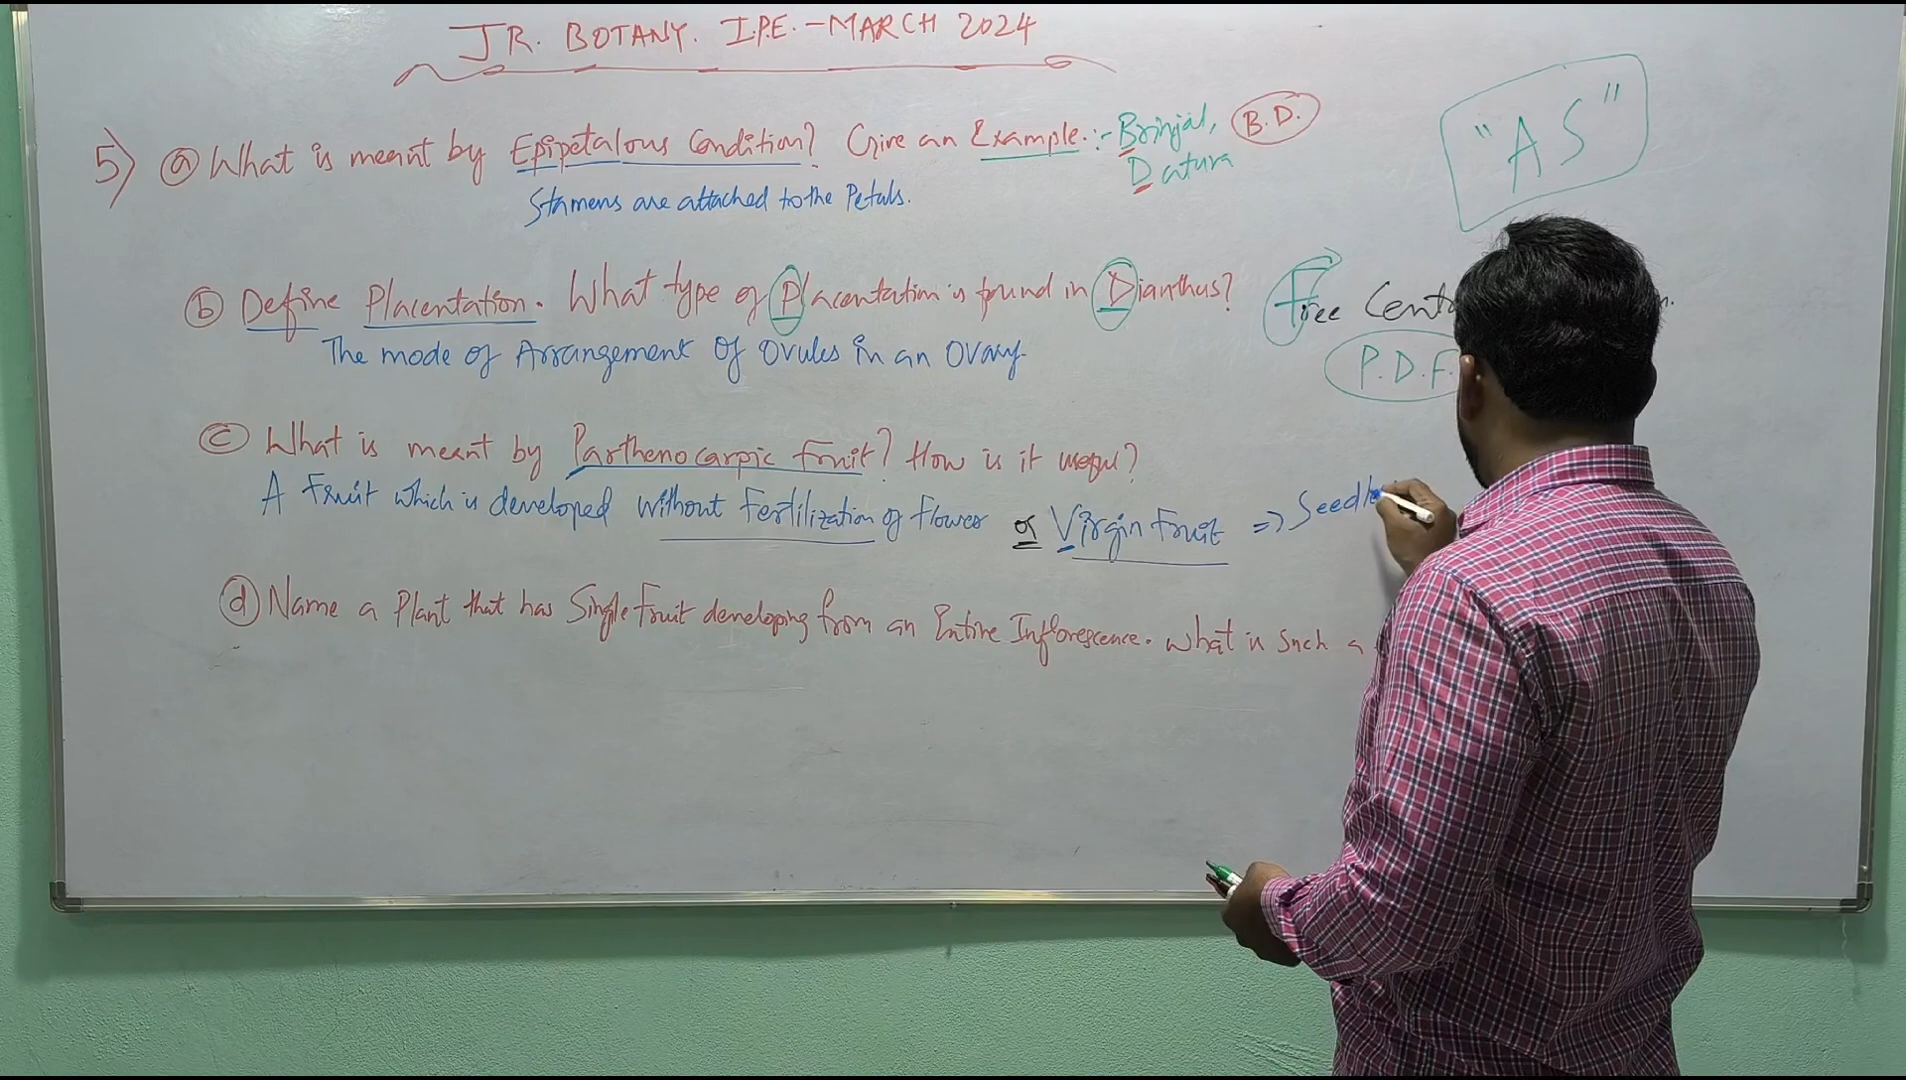 JR. BOTANY. I.P.E. - MARCH 2024
"AS"
5) a What is meant by Epipetalous Condition? Give an Example. :- Brinjal, B.D.
Datura
Stamens are attached to the Petals.
b Define Placentation. What type of Placentation is found in Dianthus? Free Cent
The mode of Arrangement of Ovules in an Ovary.
P.D.F.
c What is meant by Parthenocarpic fruit? How is it useful?
A Fruit which is developed without Fertilization of flower or Virgin Fruit => Seedl
d Name a Plant that has Single Fruit developing from an Entire Inflorescence. What is such a